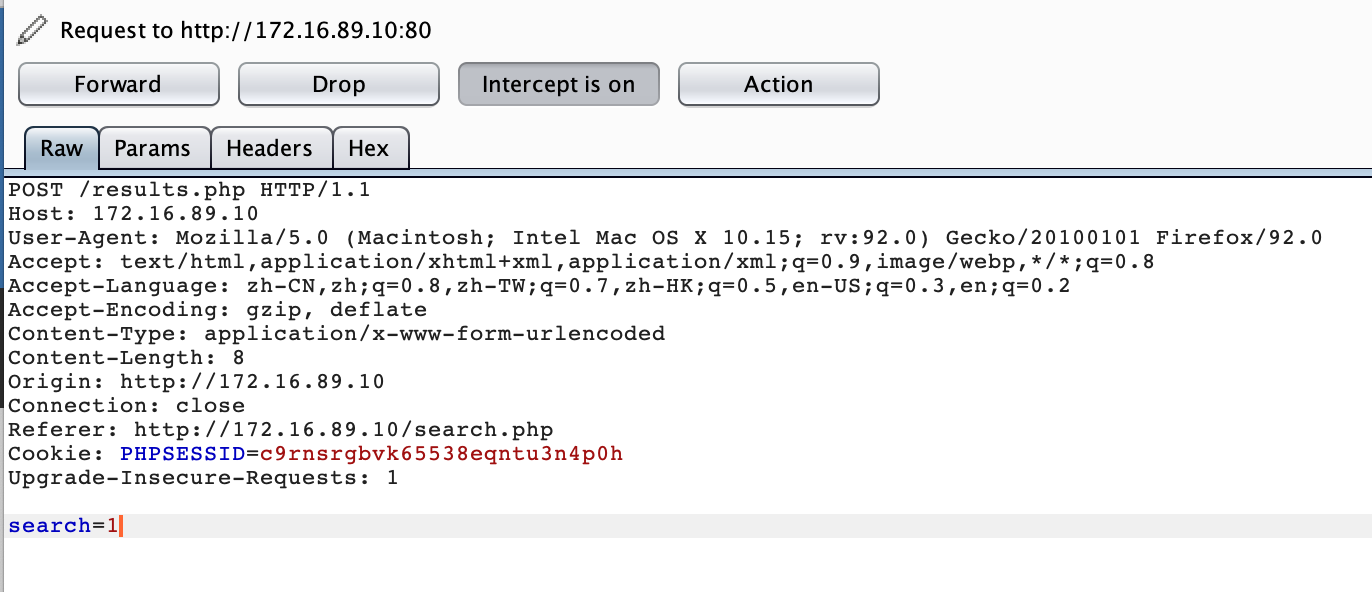 Request to http://172.16.89.10:80
Forward Drop Intercept is on Action
Raw Params Headers Hex
POST /results.php HTTP/1.1
Host: 172.16.89.10
User-Agent: Mozilla/5.0 (Macintosh; Intel Mac OS X 10.15; rv:92.0) Gecko/20100101 Firefox/92.0
Accept: text/html,application/xhtml+xml,application/xml;q=0.9,image/webp,*/*;q=0.8
Accept-Language: zh-CN,zh;q=0.8,zh-TW;q=0.7,zh-HK;q=0.5,en-US;q=0.3,en;q=0.2
Accept-Encoding: gzip, deflate
Content-Type: application/x-www-form-urlencoded
Content-Length: 8
Origin: http://172.16.89.10
Connection: close
Referer: http://172.16.89.10/search.php
Cookie: PHPSESSID=c9rnsrgbvk65538eqntu3n4p0h
Upgrade-Insecure-Requests: 1
search=1